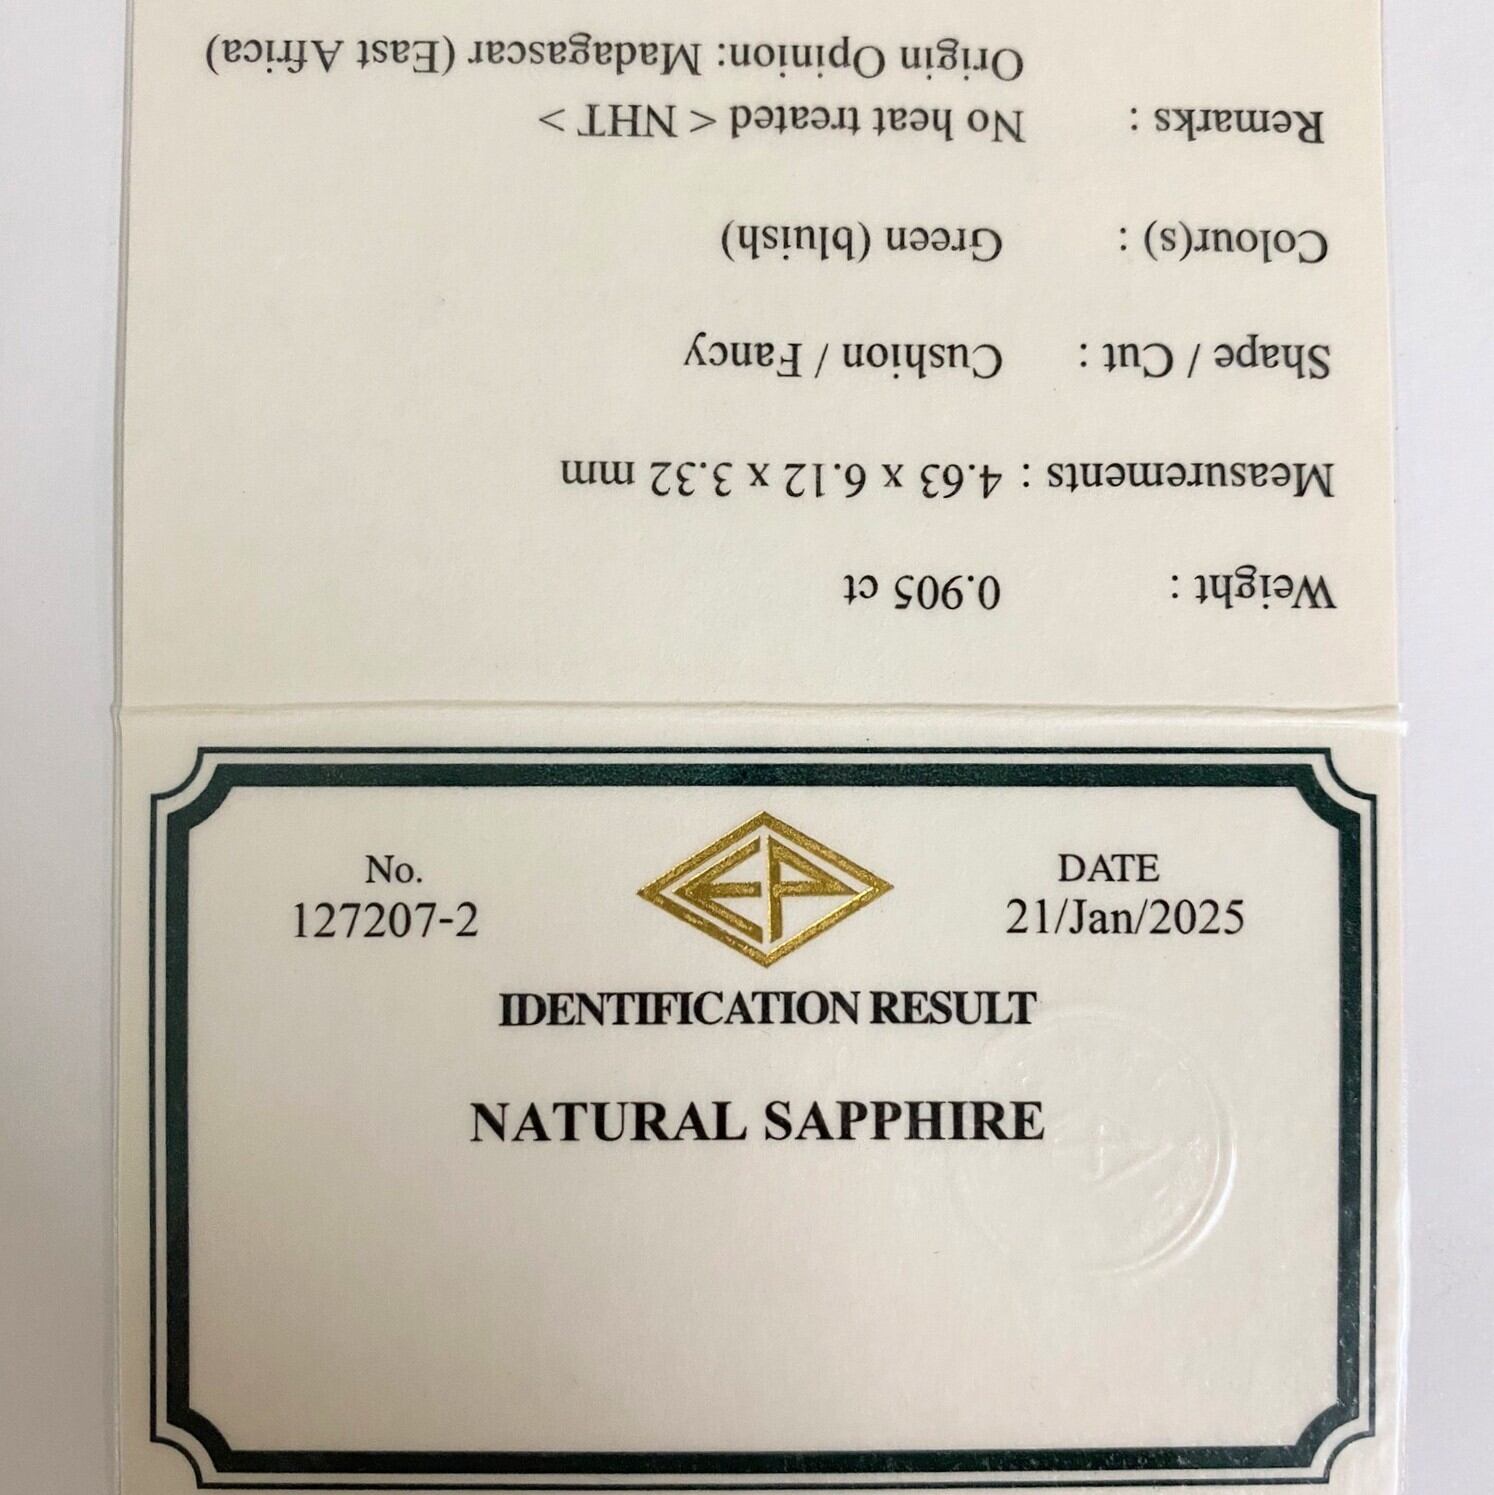 No.
127207-2
DATE
21/Jan/2025
IDENTIFICATION RESULT
NATURAL SAPPHIRE
Weight : 0.905 ct
Measurements : 4.63 x 6.12 x 3.32 mm
Shape / Cut : Cushion / Fancy
Colour(s) : Green (bluish)
Remarks : No heat treated < NHT >
Origin Opinion: Madagascar (East Africa)